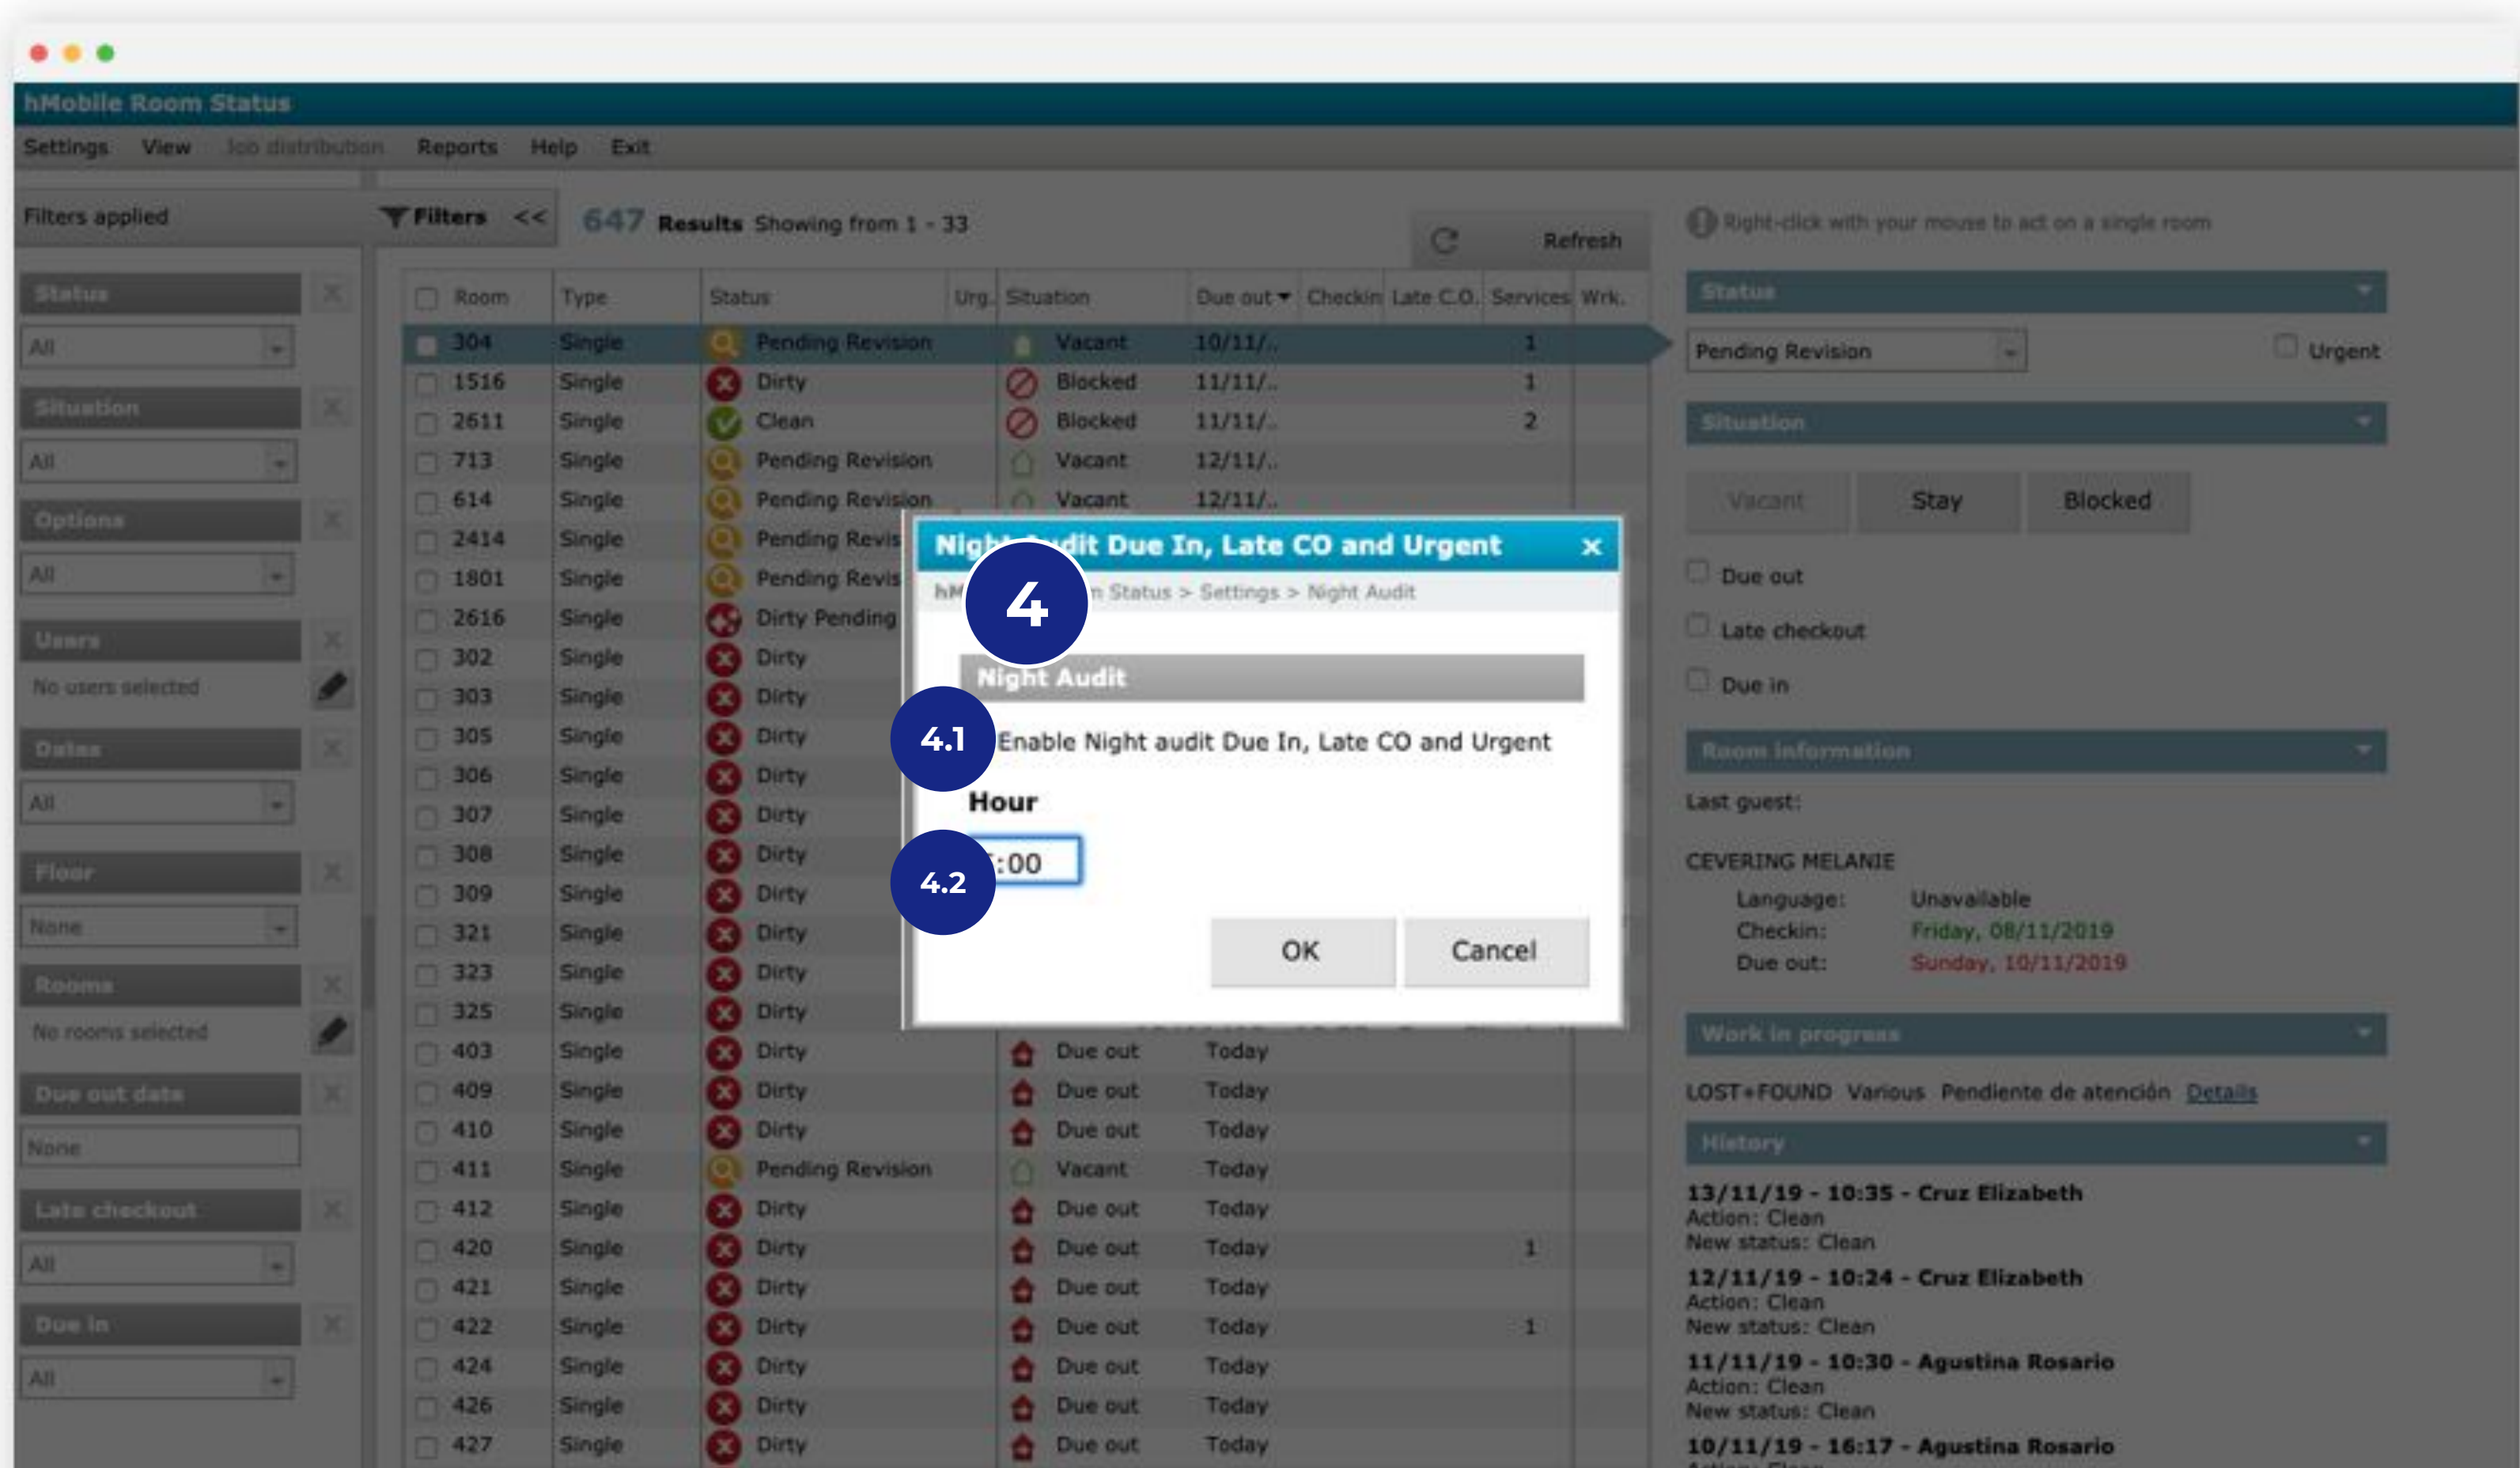 hMobile Room Status
Settings View Job distribution Reports Help Exit
Filters applied
Filters << 647 Results Showing from 1 - 33
Refresh
Right-click with your mouse to act on a single room
Status
All
Situation
All
Options
All
Users
No users selected
Dates
All
Floor
None
Rooms
No rooms selected
Due out date
None
Late checkout
All
Due in
All
Room Type Status Urg. Situation Due out Checkin Late C.O. Services Wrk.
304 Single Pending Revision Vacant 10/11/.. 1
1516 Single Dirty Blocked 11/11/.. 1
2611 Single Clean Blocked 11/11/.. 2
713 Single Pending Revision Vacant 12/11/..
614 Single Pending Revision Vacant 12/11/..
2414 Single Pending
1801 Single Pending
2616 Single Dirty Pending
302 Single Dirty
303 Single Dirty
305 Single Dirty
306 Single Dirty
307 Single Dirty
308 Single Dirty
309 Single Dirty
321 Single Dirty
323 Single Dirty
325 Single Dirty
403 Single Dirty Due out Today
409 Single Dirty Due out Today
410 Single Dirty Due out Today
411 Single Pending Revision Vacant Today
412 Single Dirty Due out Today
420 Single Dirty Due out Today 1
421 Single Dirty Due out Today
422 Single Dirty Due out Today 1
424 Single Dirty Due out Today
426 Single Dirty Due out Today
427 Single Dirty Due out Today
Due In, Late CO and Urgent x
4
Status > Settings > Night Audit
Night Audit
4.1 Enable Night audit Due In, Late CO and Urgent
Hour
4.2 :00
OK Cancel
Status
Pending Revision Urgent
Situation
Vacant Stay Blocked
Due out
Late checkout
Due in
Room information
Last guest:
CEVERING MELANIE
Language: Unavailable
Checkin: Friday, 08/11/2019
Due out: Sunday, 10/11/2019
Work in progress
LOST+FOUND Various Pendiente de atención Details
History
13/11/19 - 10:35 - Cruz Elizabeth
Action: Clean
New status: Clean
12/11/19 - 10:24 - Cruz Elizabeth
Action: Clean
New status: Clean
11/11/19 - 10:30 - Agustina Rosario
Action: Clean
New status: Clean
10/11/19 - 16:17 - Agustina Rosario